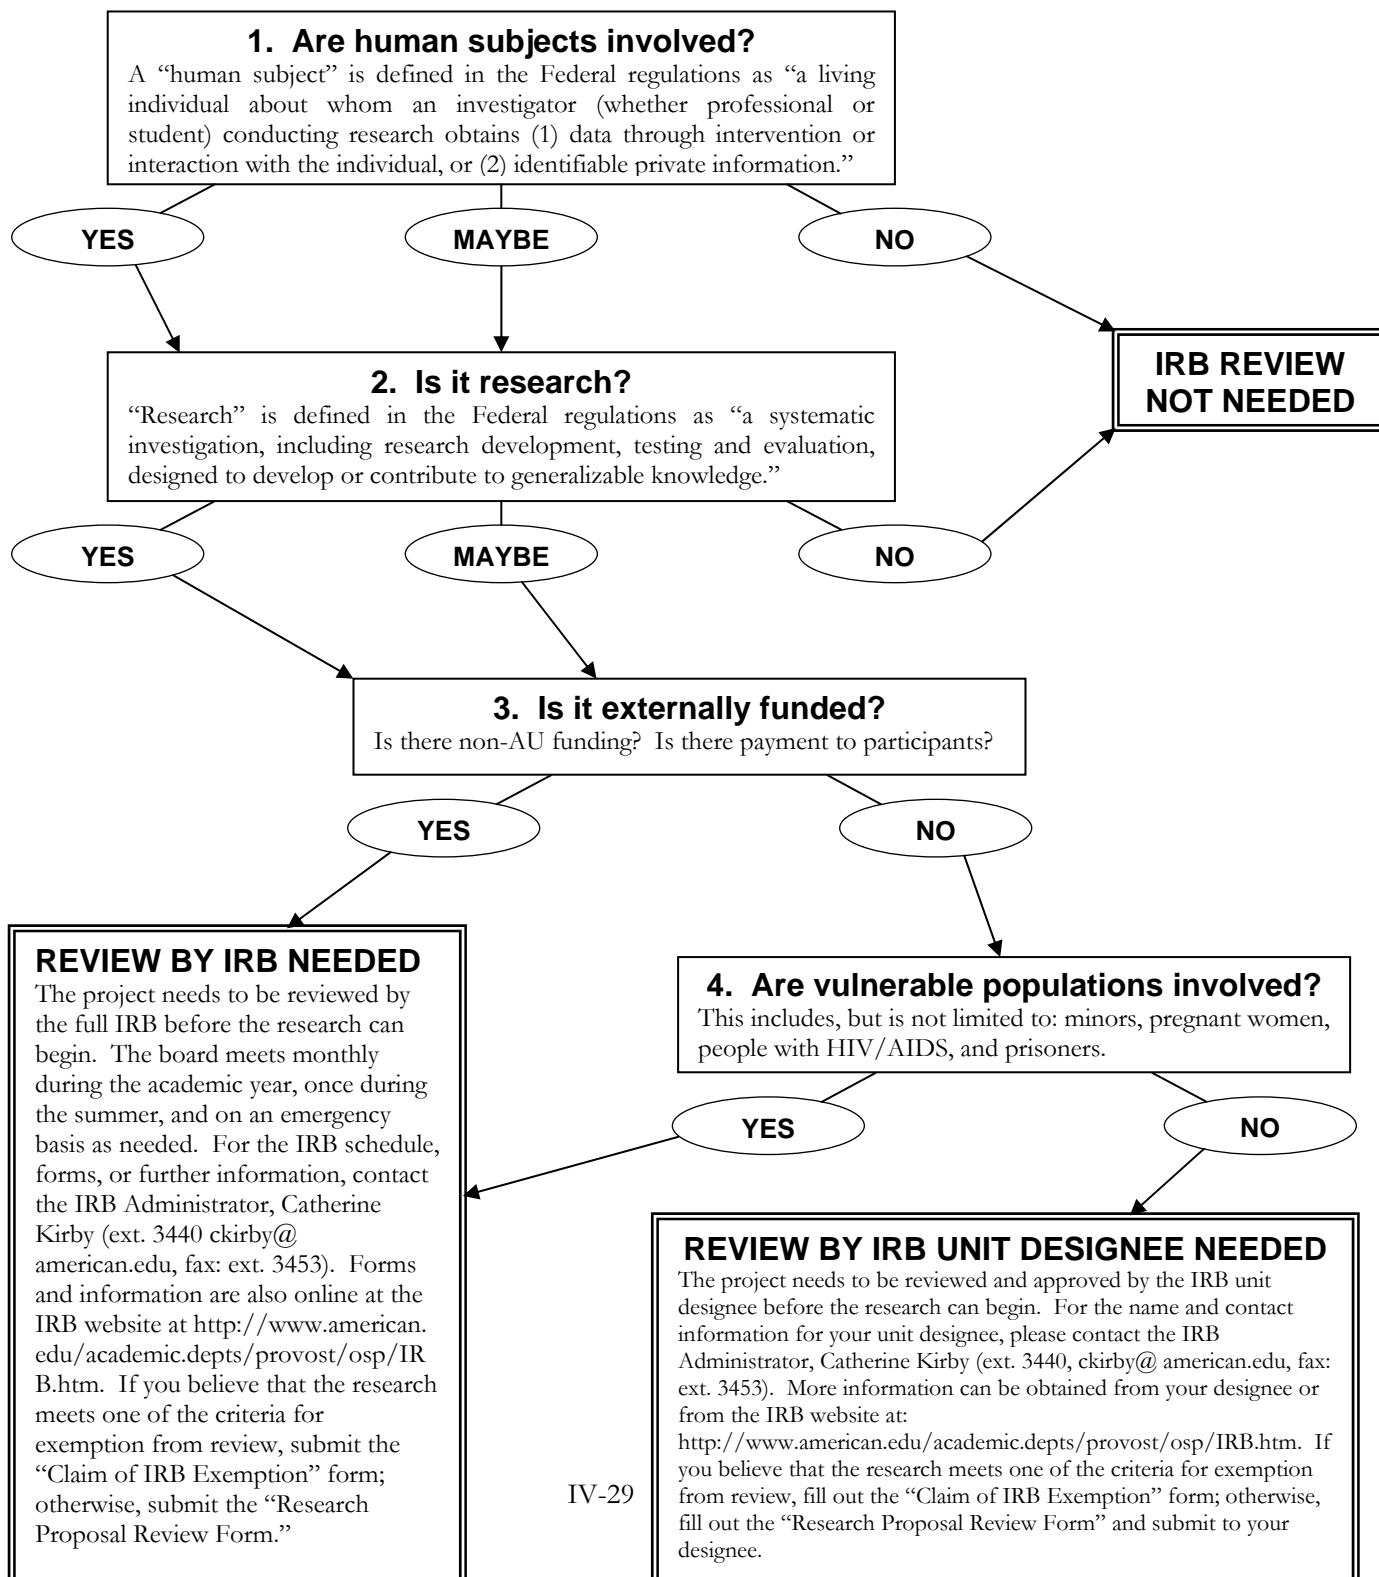 1. Are human subjects involved?
A “human subject” is defined in the Federal regulations as “a living
individual about whom an investigator (whether professional or
student) conducting research obtains (1) data through intervention or
interaction with the individual, or (2) identifiable private information.”
YES
MAYBE
NO
IRB REVIEW
NOT NEEDED
2. Is it research?
“Research” is defined in the Federal regulations as “a systematic
investigation, including research development, testing and evaluation,
designed to develop or contribute to generalizable knowledge.”
YES
MAYBE
NO
3. Is it externally funded?
Is there non-AU funding? Is there payment to participants?
YES
NO
REVIEW BY IRB NEEDED
The project needs to be reviewed by
the full IRB before the research can
begin. The board meets monthly
during the academic year, once during
the summer, and on an emergency
basis as needed. For the IRB schedule,
forms, or further information, contact
the IRB Administrator, Catherine
Kirby (ext. 3440 ckirby@
american.edu, fax: ext. 3453). Forms
and information are also online at the
IRB website at http://www.american.
edu/academic.depts/provost/osp/IR
B.htm. If you believe that the research
meets one of the criteria for
exemption from review, submit the
“Claim of IRB Exemption” form;
otherwise, submit the “Research
Proposal Review Form.”
4. Are vulnerable populations involved?
This includes, but is not limited to: minors, pregnant women,
people with HIV/AIDS, and prisoners.
YES
NO
REVIEW BY IRB UNIT DESIGNEE NEEDED
The project needs to be reviewed and approved by the IRB unit
designee before the research can begin. For the name and contact
information for your unit designee, please contact the IRB
Administrator, Catherine Kirby (ext. 3440, ckirby@ american.edu, fax:
ext. 3453). More information can be obtained from your designee or
from the IRB website at:
http://www.american.edu/academic.depts/provost/osp/IRB.htm. If
you believe that the research meets one of the criteria for exemption
from review, fill out the “Claim of IRB Exemption” form; otherwise,
fill out the “Research Proposal Review Form” and submit to your
designee.
IV-29